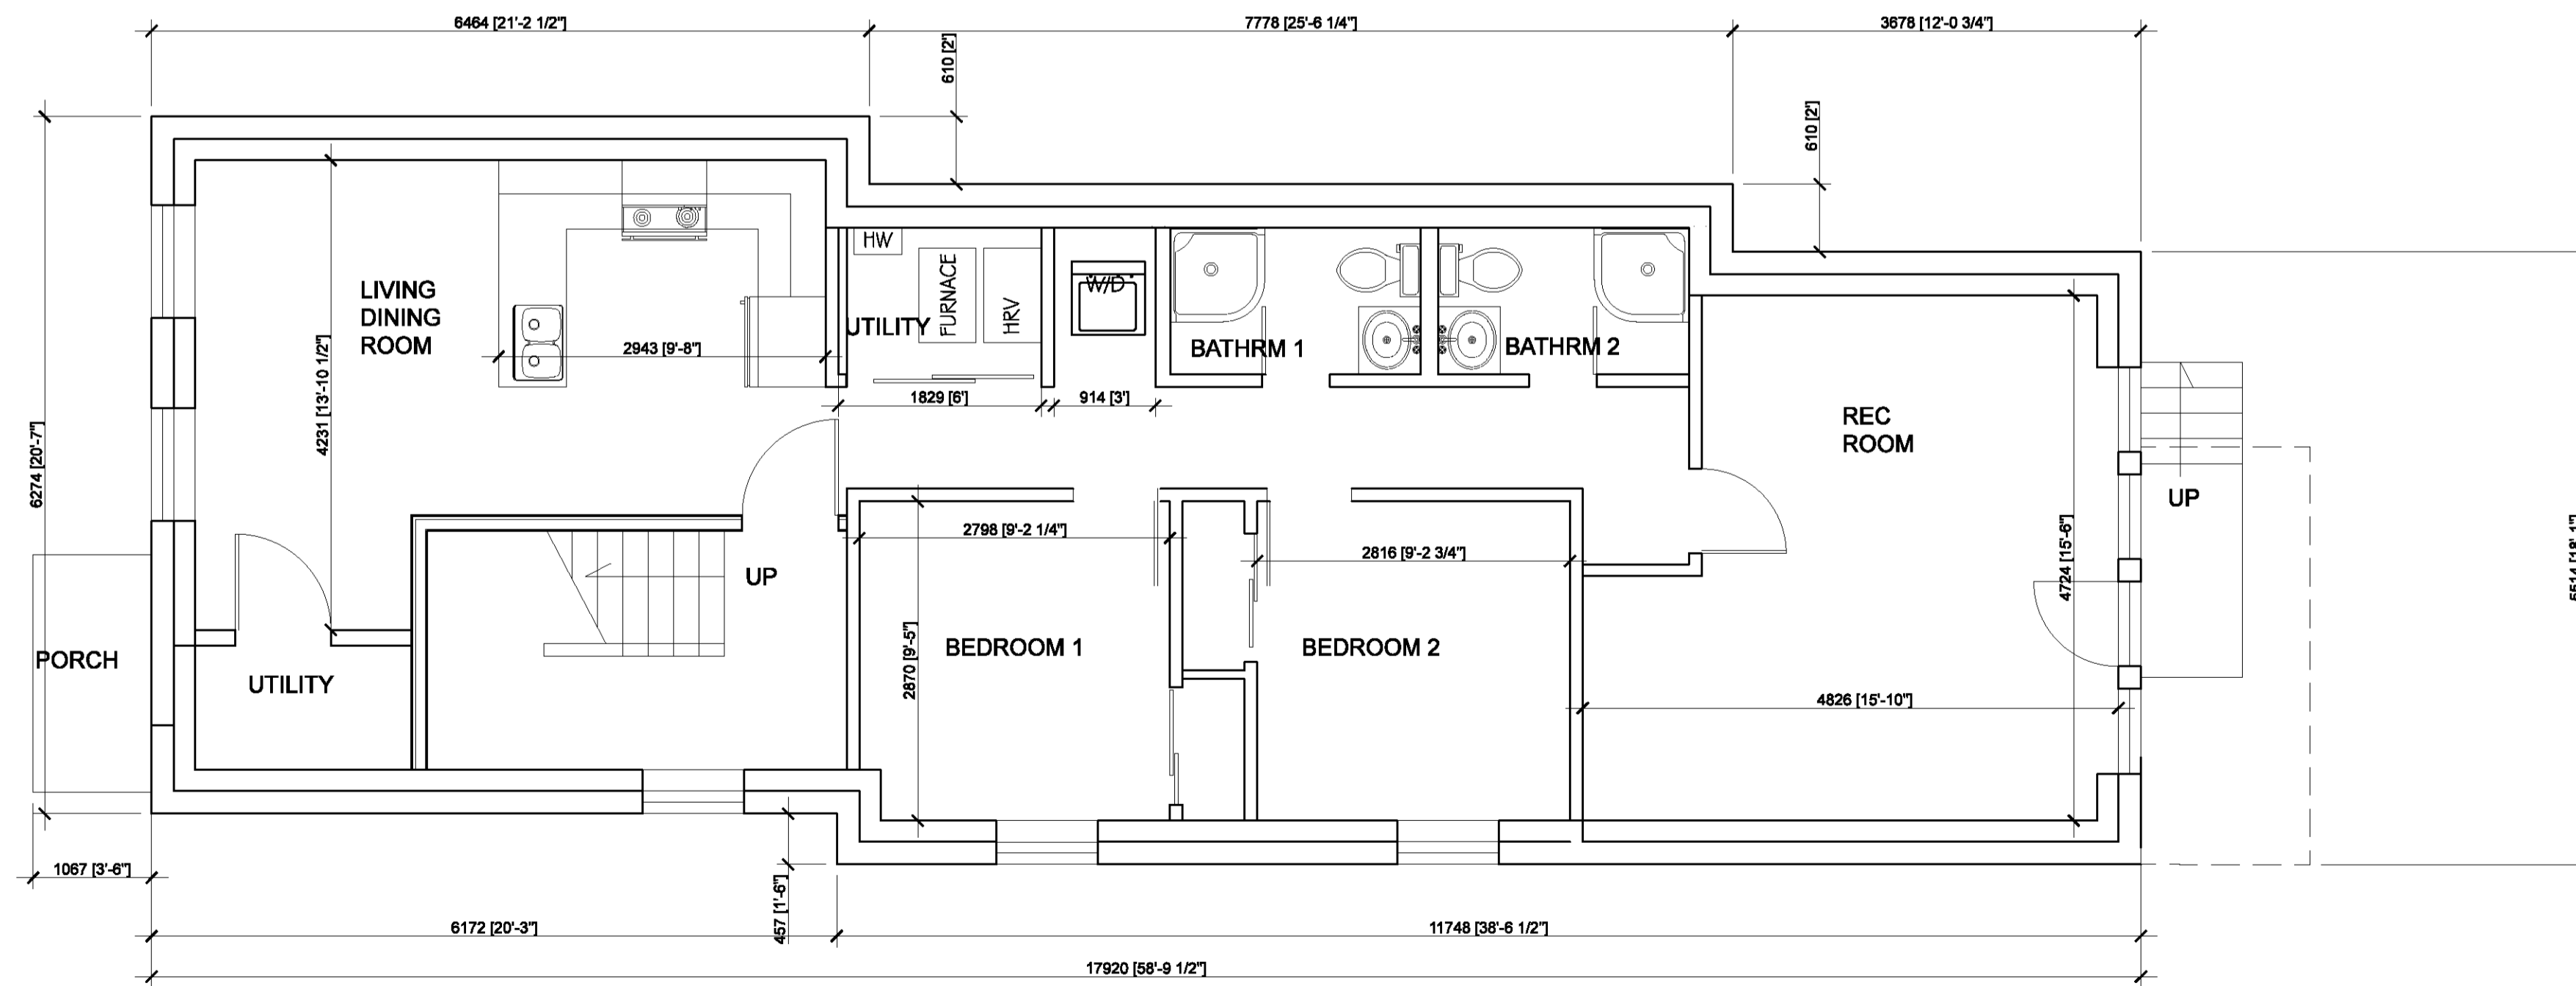 6464 [21'-2 1/2"]
7778 [25'-6 1/4"]
3678 [12'-0 3/4"]
610 [2']
610 [2']
HW
FURNACE
HRV
W/D
LIVING
DINING
ROOM
UTILITY
BATHRM 1
BATHRM 2
2943 [9'-8"]
4231 [13'-10 1/2"]
1829 [6']
914 [3']
REC
ROOM
6274 [20'-7"]
UP
2798 [9'-2 1/4"]
2816 [9'-2 3/4"]
4724 [15'-6"]
5514 [18'-1"]
UP
BEDROOM 1
BEDROOM 2
2870 [9'-5"]
PORCH
UTILITY
4826 [15'-10"]
1067 [3'-6"]
457 [1'-6"]
6172 [20'-3"]
11748 [38'-6 1/2"]
17920 [58'-9 1/2"]